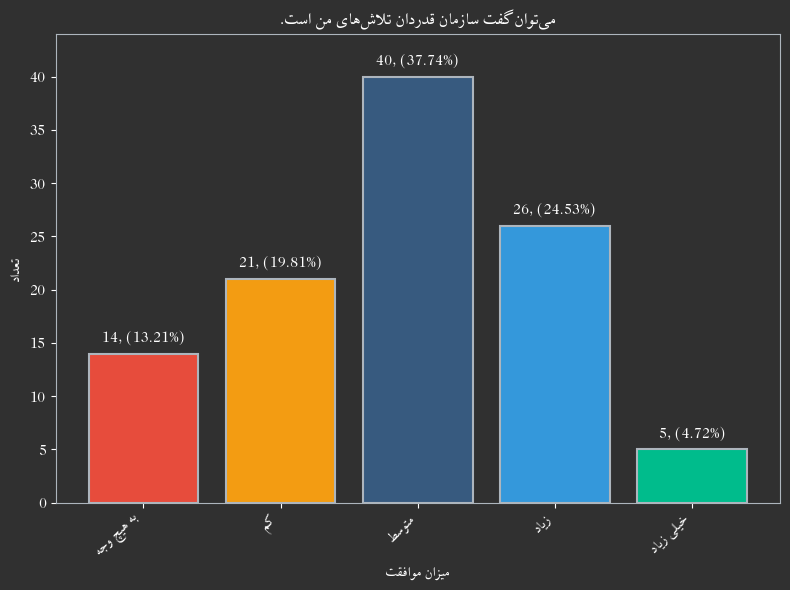 می‌توان گفت سازمان قدردان تلاش‌های من است.
40, (37.74%)
26, (24.53%)
21, (19.81%)
14, (13.21%)
5, (4.72%)
تعداد
40
35
30
25
20
15
10
5
0
به هیچ وجه
کم
متوسط
زیاد
خیلی زیاد
میزان موافقت